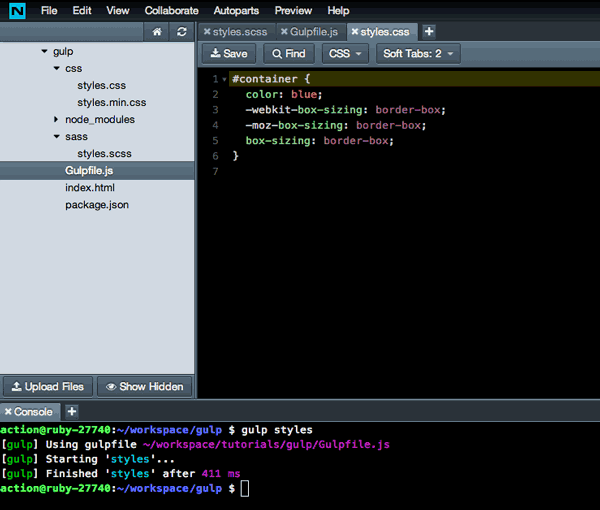 N File Edit View Collaborate Autoparts Preview Help
styles.scss Gulpfile.js styles.css
Save Find CSS Soft Tabs: 2
gulp
css
styles.css
styles.min.css
node_modules
sass
styles.scss
Gulpfile.js
index.html
package.json
1 #container {
2 color: blue;
3 -webkit-box-sizing: border-box;
4 -moz-box-sizing: border-box;
5 box-sizing: border-box;
6 }
7
Upload Files Show Hidden
Console
action@ruby-27740:~/workspace/gulp $ gulp styles
[gulp] Using gulpfile ~/workspace/tutorials/gulp/Gulpfile.js
[gulp] Starting 'styles'...
[gulp] Finished 'styles' after 411 ms
action@ruby-27740:~/workspace/gulp $